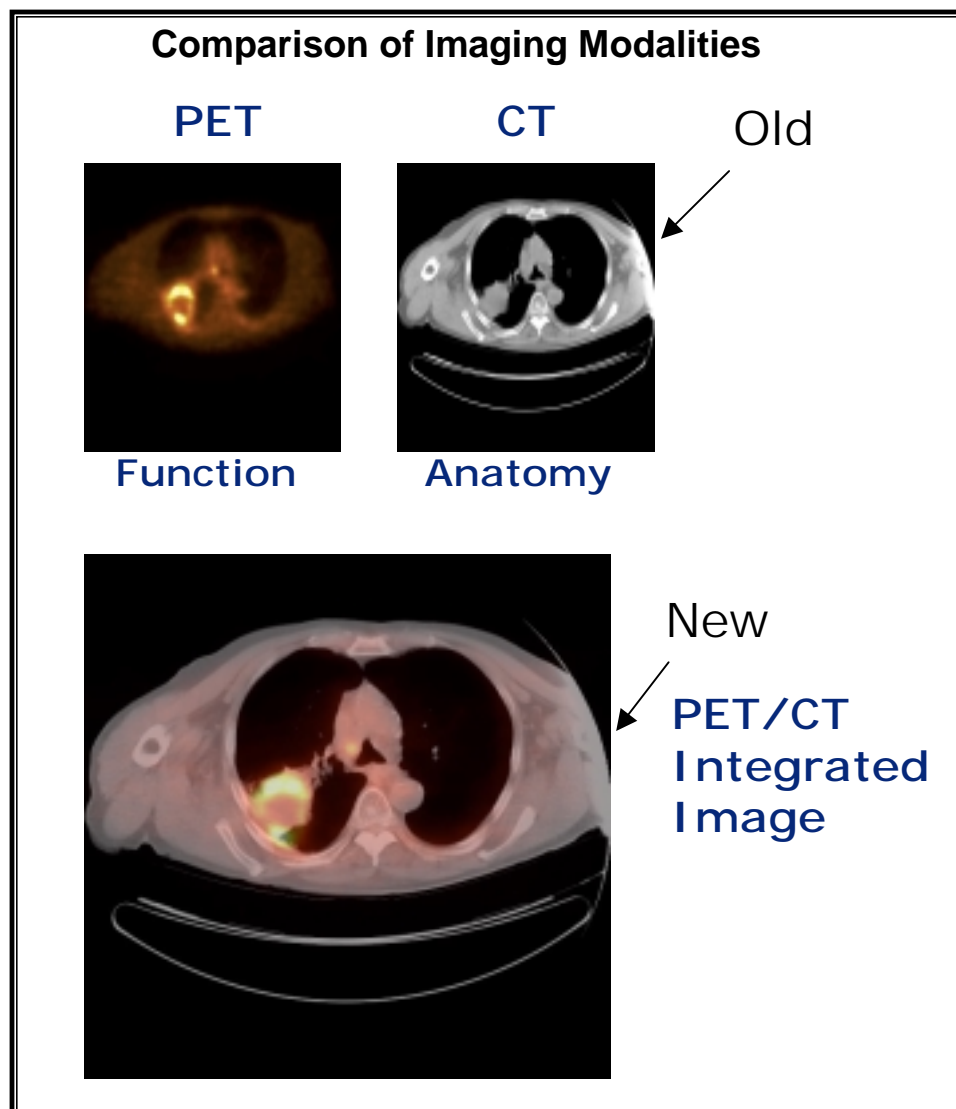 Comparison of Imaging Modalities
PET
CT
Old
Function
Anatomy
New
PET/CT
Integrated
Image